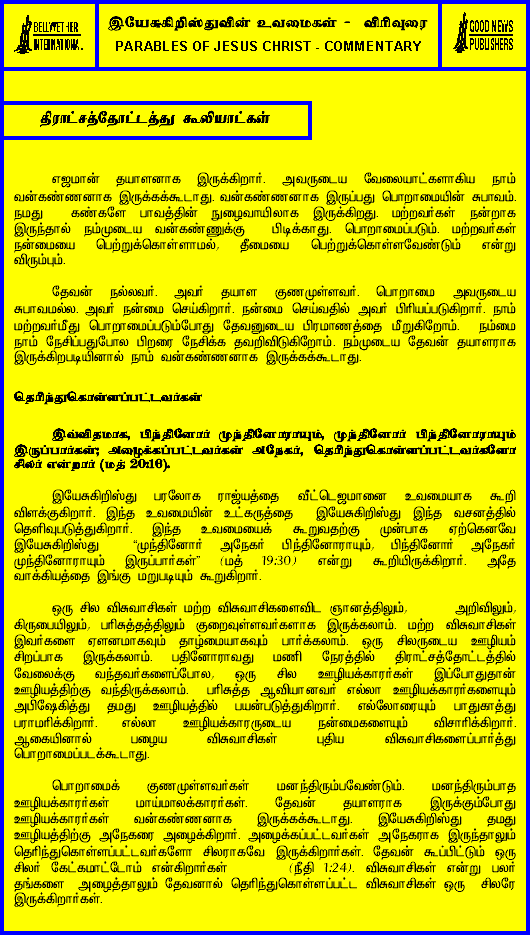 BELLWETHER
INTERNATIONAL
இயேசுகிறிஸ்துவின் உவமைகள் - விரிவுரை
PARABLES OF JESUS CHRIST - COMMENTARY
GOOD NEWS
PUBLISHERS
திராட்சத்தோட்டத்து கூலியாட்கள்
எஜமான் தயாளனாக இருக்கிறார். அவருடைய வேலையாட்களாகிய நாம்
வன்கண்ணனாக இருக்கக்கூடாது. வன்கண்ணனாக இருப்பது பொறாமையின் சுபாவம்.
நமது கண்களே பாவத்தின் நுழைவாயிலாக இருக்கிறது. மற்றவர்கள் நன்றாக
இருந்தால் நம்முடைய வன்கண்ணுக்கு பிடிக்காது. பொறாமைப்படும். மற்றவர்கள்
நன்மையை பெற்றுக்கொள்ளாமல், தீமையை பெற்றுக்கொள்ளவேண்டும் என்று
விரும்பும்.
தேவன் நல்லவர். அவர் தயாள குணமுள்ளவர். பொறாமை அவருடைய
சுபாவமல்ல. அவர் நன்மை செய்கிறார். நன்மை செய்வதில் அவர் பிரியப்படுகிறார். நாம்
மற்றவர்மீது பொறாமைப்படும்போது தேவனுடைய பிரமாணத்தை மீறுகிறோம். நம்மை
நாம் நேசிப்பதுபோல பிறரை நேசிக்க தவறிவிடுகிறோம். நம்முடைய தேவன் தயாளராக
இருக்கிறபடியினால் நாம் வன்கண்ணனாக இருக்கக்கூடாது.
தெரிந்துகொள்ளப்பட்டவர்கள்
இவ்விதமாக, பிந்தினோர் முந்தினோராயும், முந்தினோர் பிந்தினோராயும்
இருப்பார்கள்; அழைக்கப்பட்டவர்கள் அநேகர், தெரிந்துகொள்ளப்பட்டவர்களோ
சிலர் என்றார் (மத் 20:16).
இயேசுகிறிஸ்து பரலோக ராஜ்யத்தை வீட்டெஜமானை உவமையாக கூறி
விளக்குகிறார். இந்த உவமையின் உட்கருத்தை இயேசுகிறிஸ்து இந்த வசனத்தில்
தெளிவுபடுத்துகிறார். இந்த உவமையைக் கூறுவதற்கு முன்பாக ஏற்கெனவே
இயேசுகிறிஸ்து “முந்தினோர் அநேகர் பிந்தினோராயும், பிந்தினோர் அநேகர்
முந்தினோராயும் இருப்பார்கள்” (மத் 19:30) என்று கூறியிருக்கிறார். அதே
வாக்கியத்தை இங்கு மறுபடியும் கூறுகிறார்.
ஒரு சில விசுவாசிகள் மற்ற விசுவாசிகளைவிட ஞானத்திலும், அறிவிலும்,
கிருபையிலும், பரிசுத்தத்திலும் குறைவுள்ளவர்களாக இருக்கலாம். மற்ற விசுவாசிகள்
இவர்களை ஏளனமாகவும் தாழ்மையாகவும் பார்க்கலாம். ஒரு சிலருடைய ஊழியம்
சிறப்பாக இருக்கலாம். பதினோராவது மணி நேரத்தில் திராட்சத்தோட்டத்தில்
வேலைக்கு வந்தவர்களைப்போல, ஒரு சில ஊழியக்காரர்கள் இப்போதுதான்
ஊழியத்திற்கு வந்திருக்கலாம். பரிசுத்த ஆவியானவர் எல்லா ஊழியக்காரர்களையும்
அபிஷேகித்து தமது ஊழியத்தில் பயன்படுத்துகிறார். எல்லோரையும் பாதுகாத்து
பராமரிக்கிறார். எல்லா ஊழியக்காரருடைய நன்மைகளையும் விசாரிக்கிறார்.
ஆகையினால் பழைய விசுவாசிகள் புதிய விசுவாசிகளைப்பார்த்து
பொறாமைப்படக்கூடாது.
பொறாமைக் குணமுள்ளவர்கள் மனந்திரும்பவேண்டும். மனந்திரும்பாத
ஊழியக்காரர்கள் மாய்மாலக்காரர்கள். தேவன் தயாளராக இருக்கும்போது
ஊழியக்காரர்கள் வன்கண்ணனாக இருக்கக்கூடாது. இயேசுகிறிஸ்து தமது
ஊழியத்திற்கு அநேகரை அழைக்கிறார். அழைக்கப்பட்டவர்கள் அநேகராக இருந்தாலும்
தெரிந்துகொள்ளப்பட்டவர்களோ சிலராகவே இருக்கிறார்கள். தேவன் கூப்பிட்டும் ஒரு
சிலர் கேட்கமாட்டோம் என்கிறார்கள் (நீதி 1:24). விசுவாசிகள் என்று பலர்
தங்களை அழைத்தாலும் தேவனால் தெரிந்துகொள்ளப்பட்ட விசுவாசிகள் ஒரு சிலரே
இருக்கிறார்கள்.